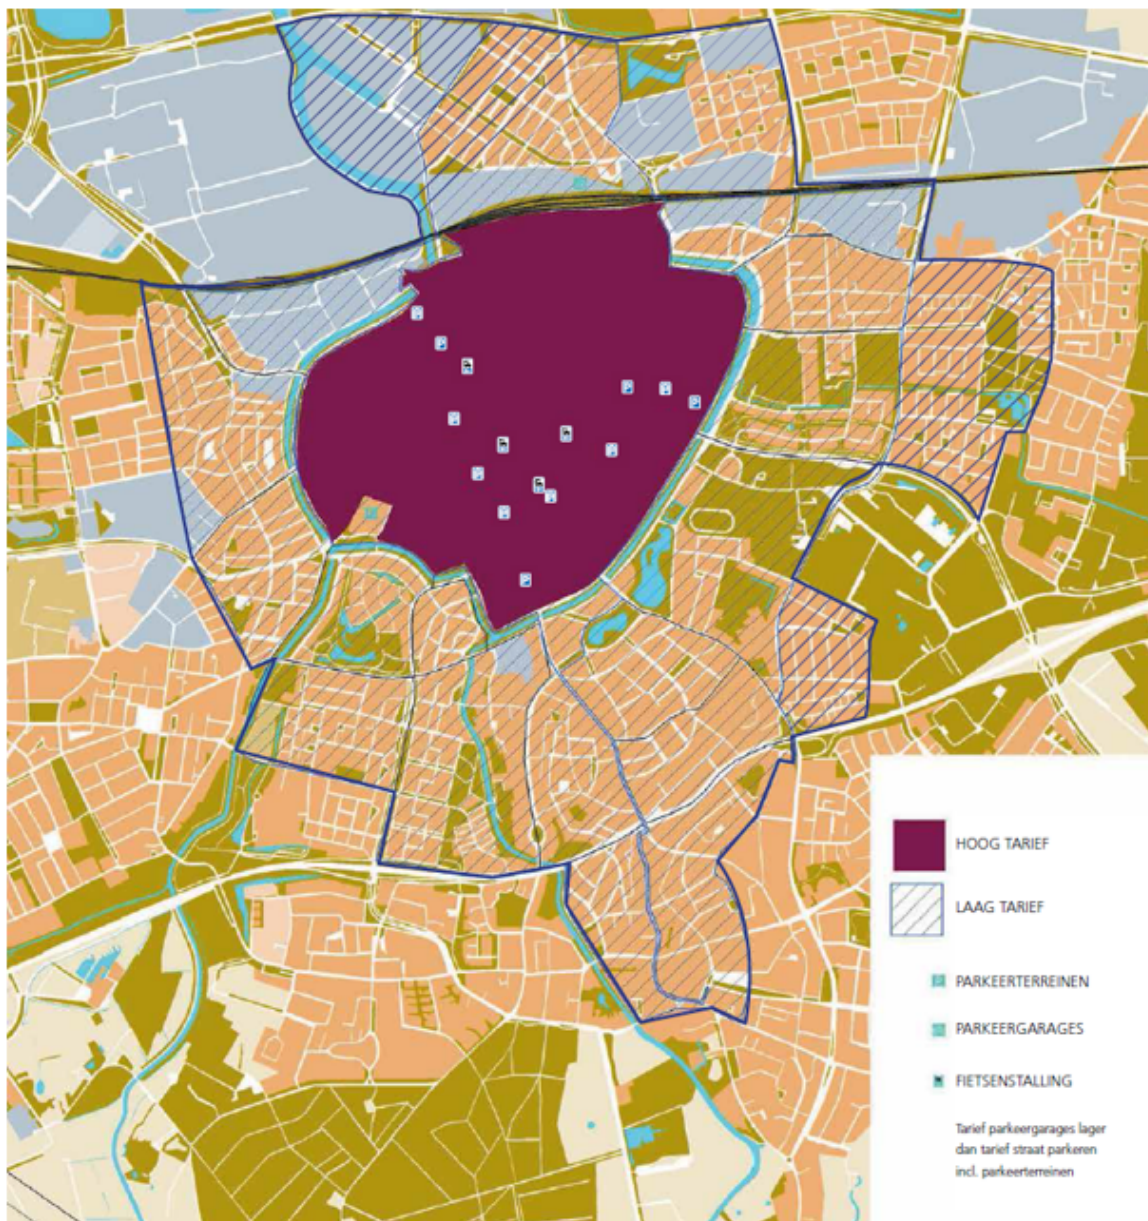 HOOG TARIEF
LAAG TARIEF
PARKEERTERREINEN
PARKEERGARAGES
FIETSENSTALLING
Tarief parkeergarages lager
dan tarief straat parkeren
incl. parkeerterreinen